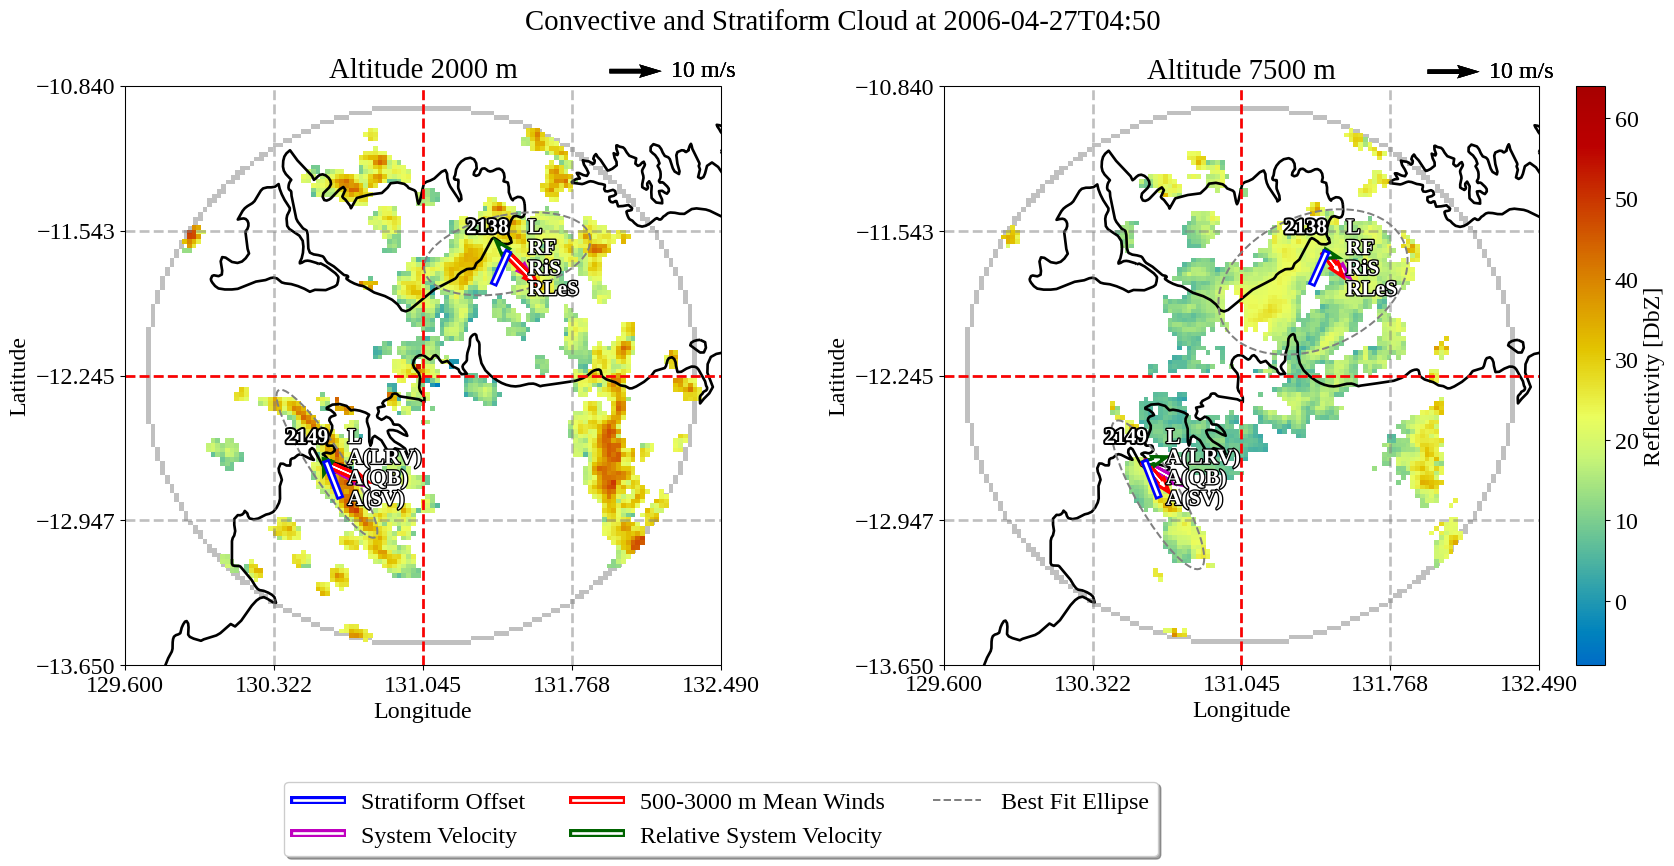 Convective and Stratiform Cloud at 2006-04-27T04:50
Altitude 2000 m
10 m/s
Altitude 7500 m
10 m/s
−10.840
−11.543
−12.245
−12.947
−13.650
Latitude
129.600
130.322
131.045
131.768
132.490
Longitude
2138
L
RF
RiS
RLeS
2149
L
A(LRV)
A(QB)
A(SV)
−10.840
−11.543
−12.245
−12.947
−13.650
Latitude
129.600
130.322
131.045
131.768
132.490
Longitude
2138
L
RF
RiS
RLeS
2149
L
A(LRV)
A(QB)
A(SV)
60
50
40
30
20
10
0
Reflectivity [DbZ]
Stratiform Offset
500-3000 m Mean Winds
Best Fit Ellipse
System Velocity
Relative System Velocity